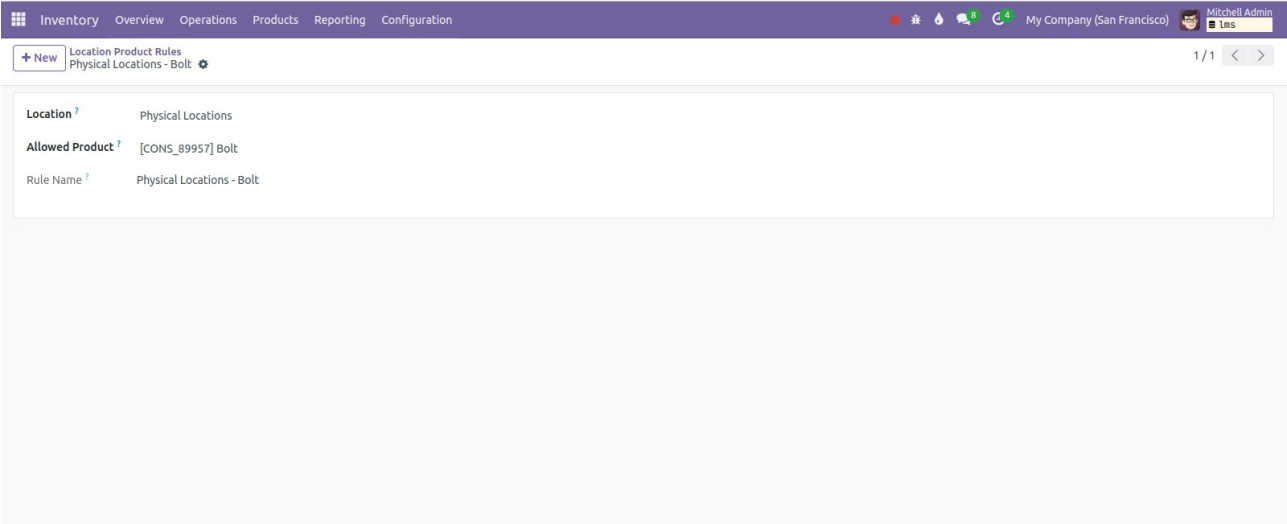 Inventory Overview Operations Products Reporting Configuration 8 4 My Company (San Francisco) Mitchell Admin
lms
+ New Location Product Rules
Physical Locations - Bolt
1 / 1
Location ? Physical Locations
Allowed Product ? [CONS_89957] Bolt
Rule Name ? Physical Locations - Bolt